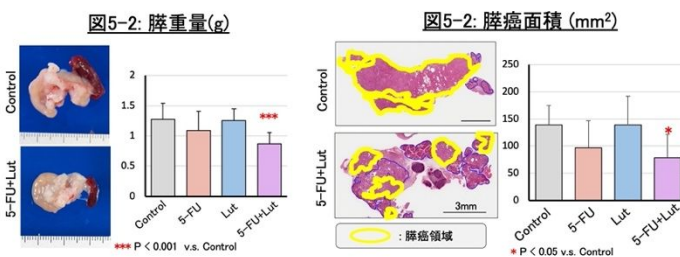 図5-2: 膵重量(g)
Control
5-FU+Lut
2
1.5
1
0.5
0
***
Control
5-FU
Lut
5-FU+Lut
*** P < 0.001 v.s. Control
図5-2: 膵癌面積 (mm²)
Control
5-FU+Lut
3mm
: 膵癌領域
250
200
150
100
50
0
*
Control
5-FU
Lut
5-FU+Lut
* P < 0.05 v.s. Control